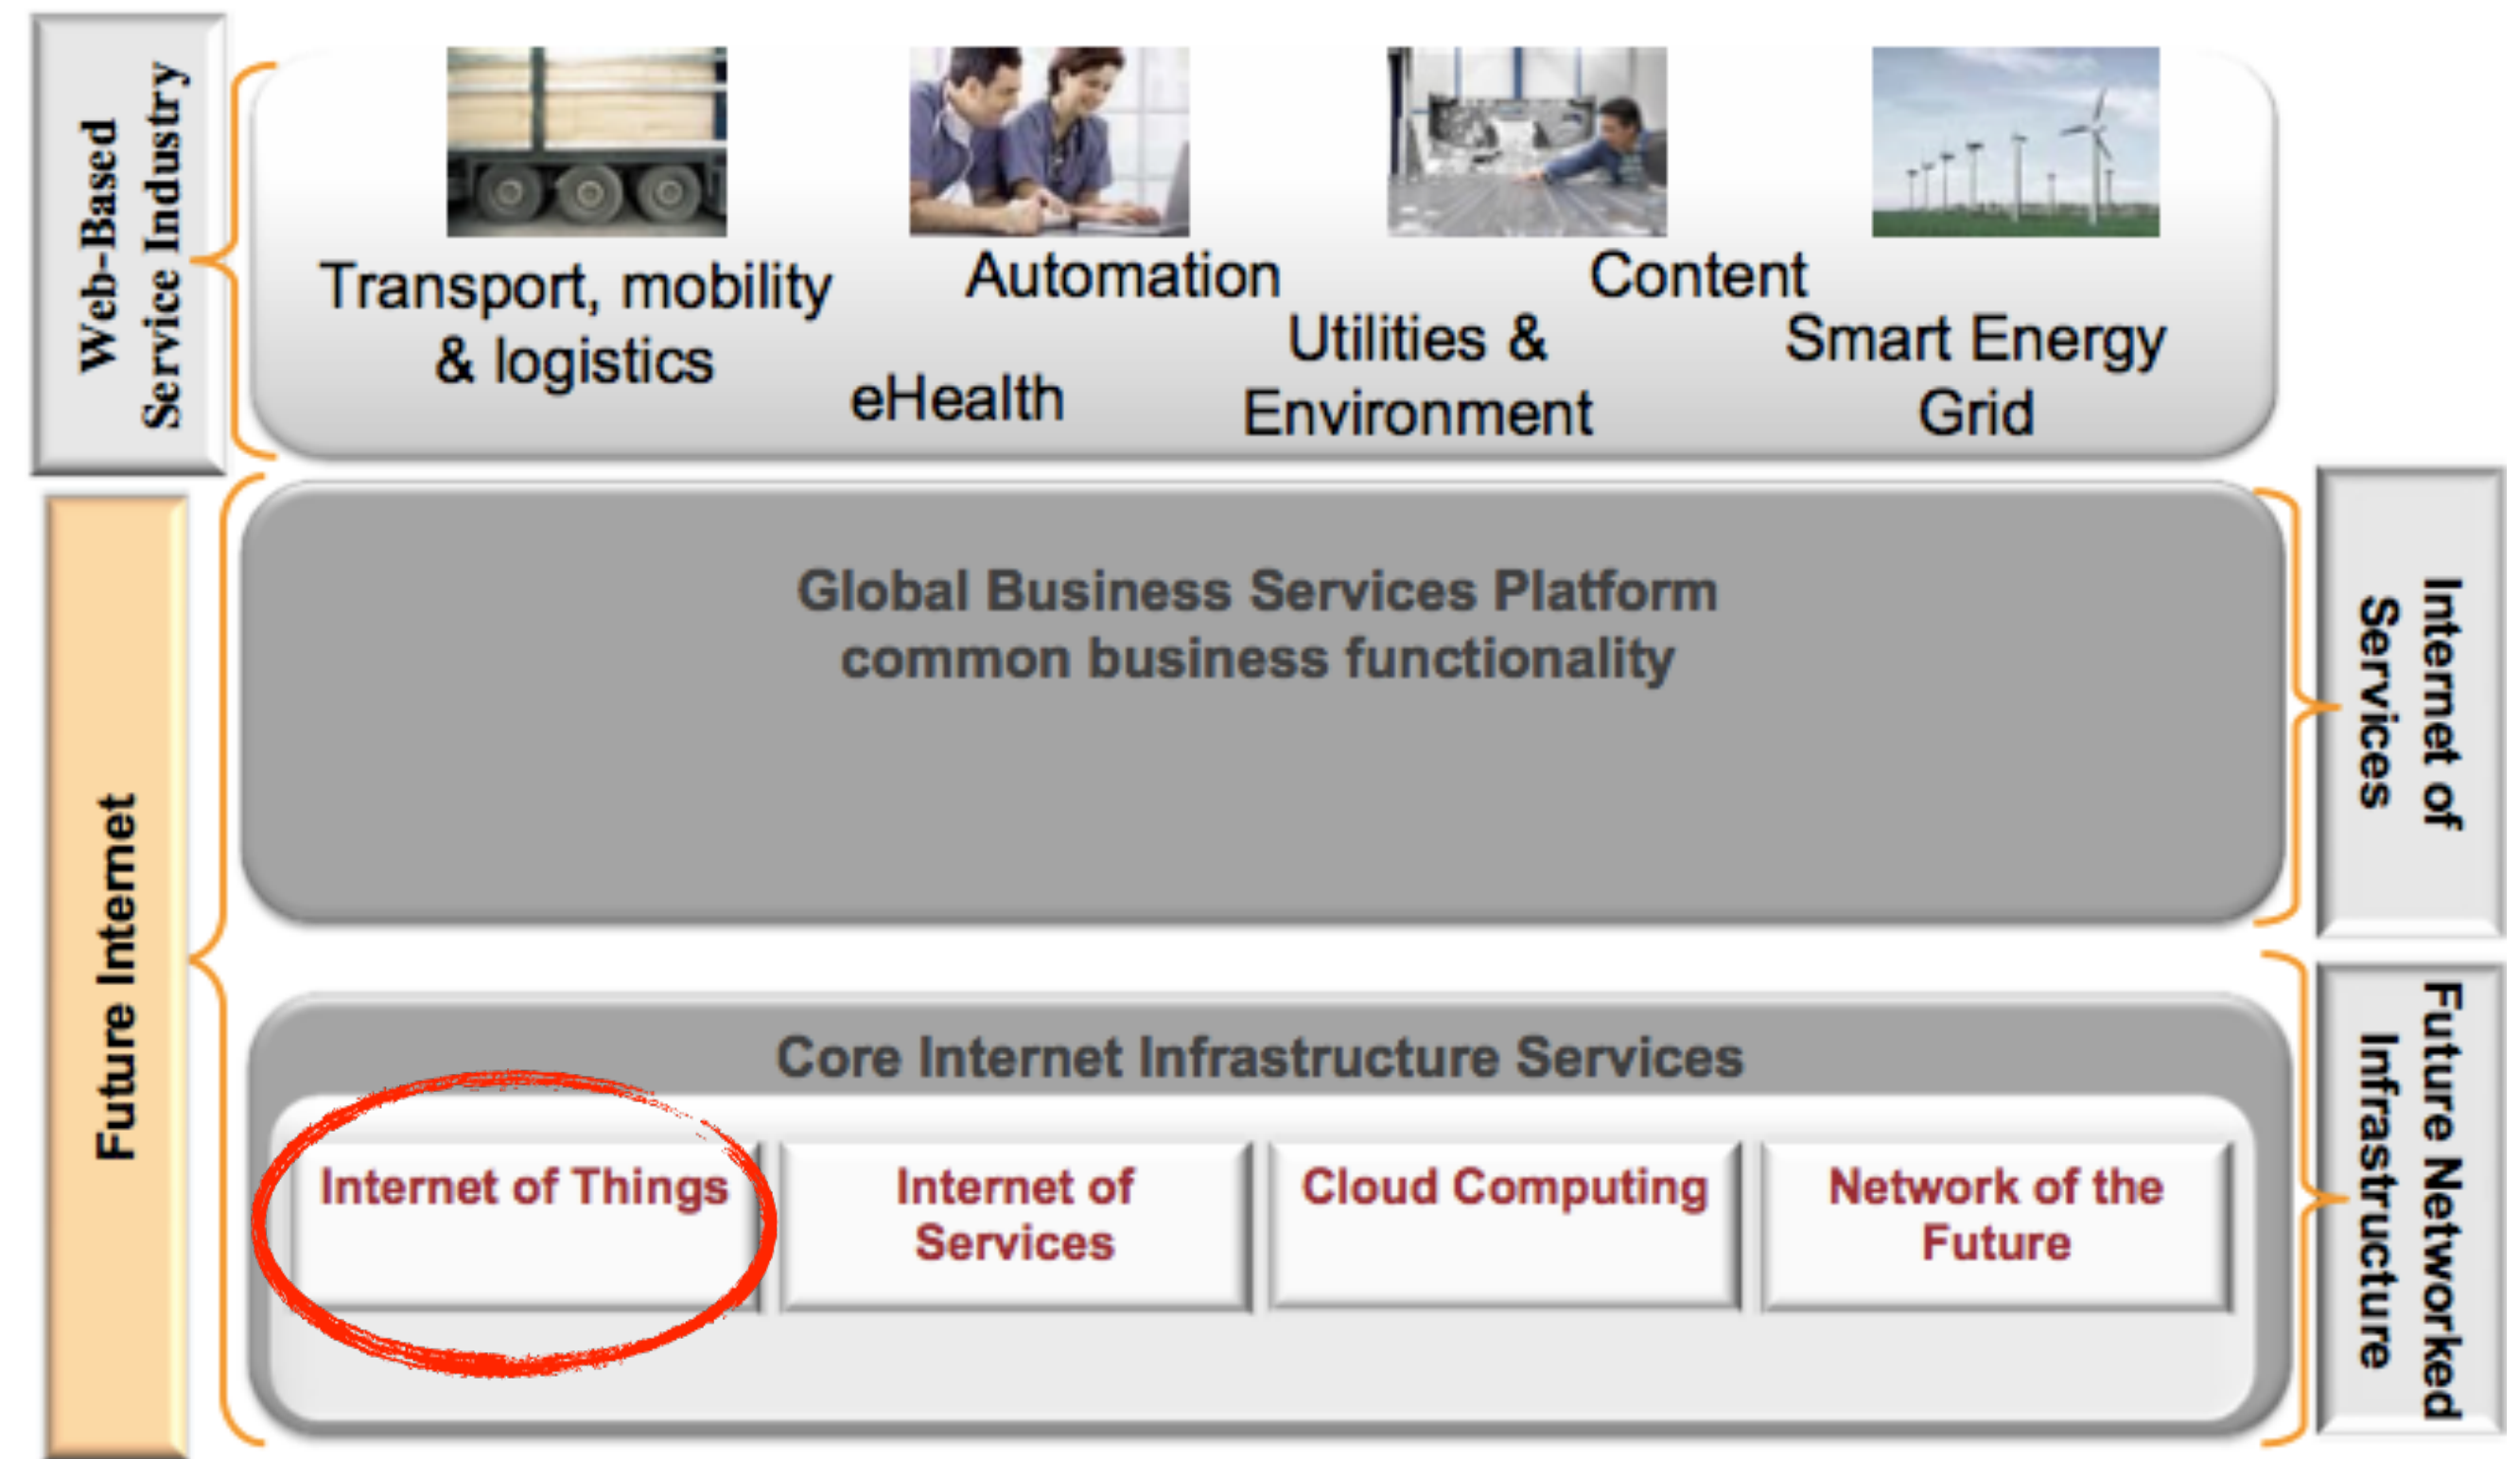 Web-Based
Service Industry
Transport, mobility
& logistics
eHealth
Automation
Utilities &
Environment
Content
Smart Energy
Grid
Future Internet
Global Business Services Platform
common business functionality
Internet of
Services
Core Internet Infrastructure Services
Internet of Things
Internet of
Services
Cloud Computing
Network of the
Future
Future Networked
Infrastructure